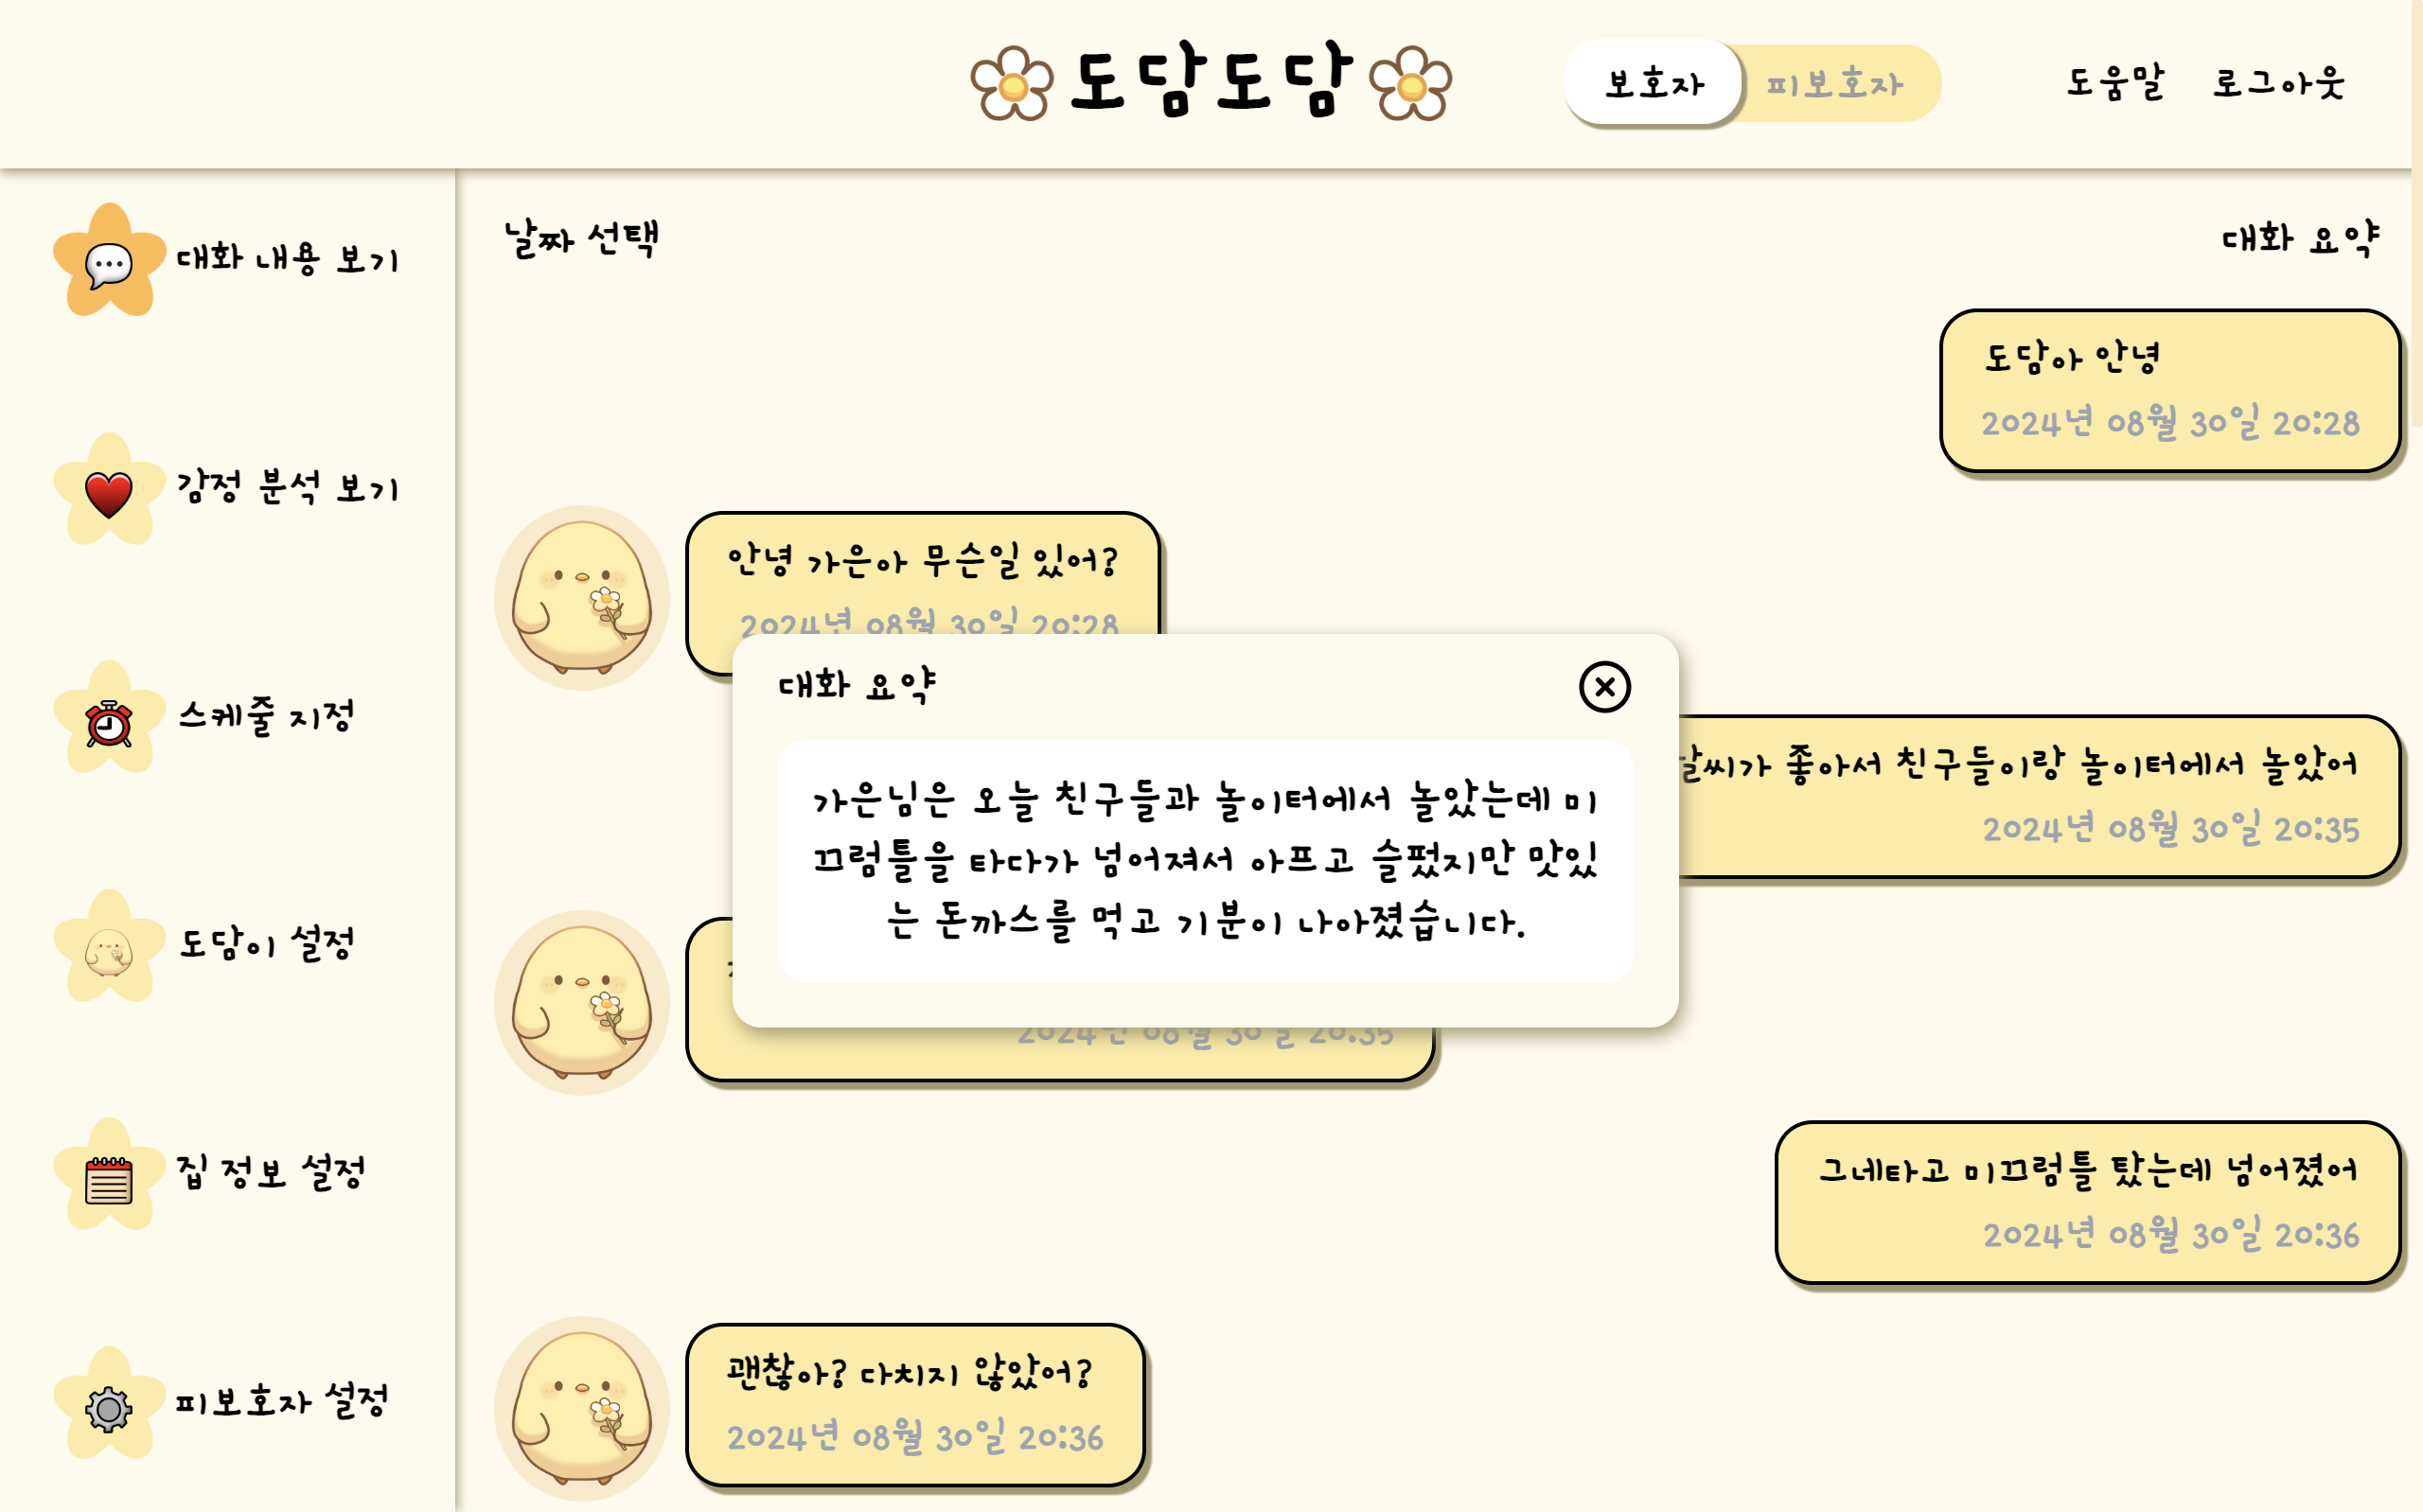 도담도담
보호자
피보호자
도움말
로그아웃
대화 내용 보기
감정 분석 보기
스케줄 지정
도담이 설정
집 정보 설정
피보호자 설정
날짜 선택
대화 요약
도담아 안녕
2024년 08월 30일 20:28
안녕 가은아 무슨일 있어?
2024년 08월 30일 20:28
대화 요약
가은님은 오늘 친구들과 놀이터에서 놀았는데 미
끄럼틀을 타다가 넘어져서 아프고 슬펐지만 맛있
는 돈까스를 먹고 기분이 나아졌습니다.
날씨가 좋아서 친구들이랑 놀이터에서 놀았어
2024년 08월 30일 20:35
2024년 08월 30일 20:35
그네타고 미끄럼틀 탔는데 넘어졌어
2024년 08월 30일 20:36
괜찮아? 다치지 않았어?
2024년 08월 30일 20:36